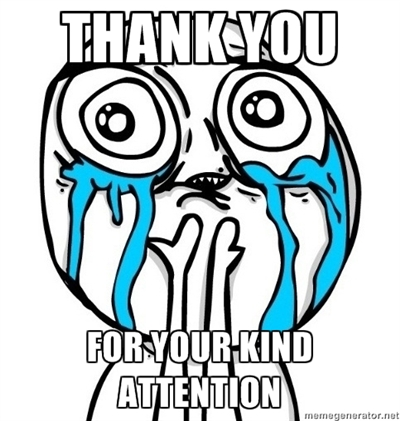 THANK YOU
FOR YOUR KIND
ATTENTION
memegenerator.net